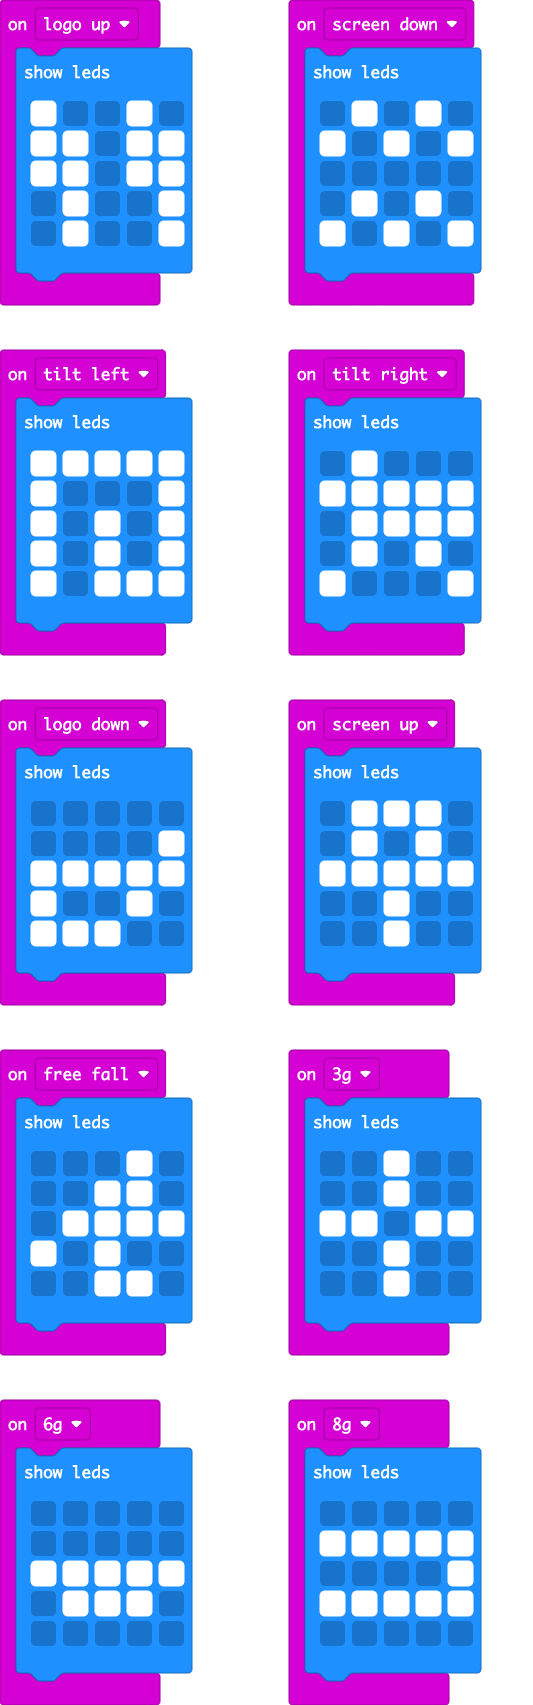 on logo up
show leds
on screen down
show leds
on tilt left
show leds
on tilt right
show leds
on logo down
show leds
on screen up
show leds
on free fall
show leds
on 3g
show leds
on 6g
show leds
on 8g
show leds